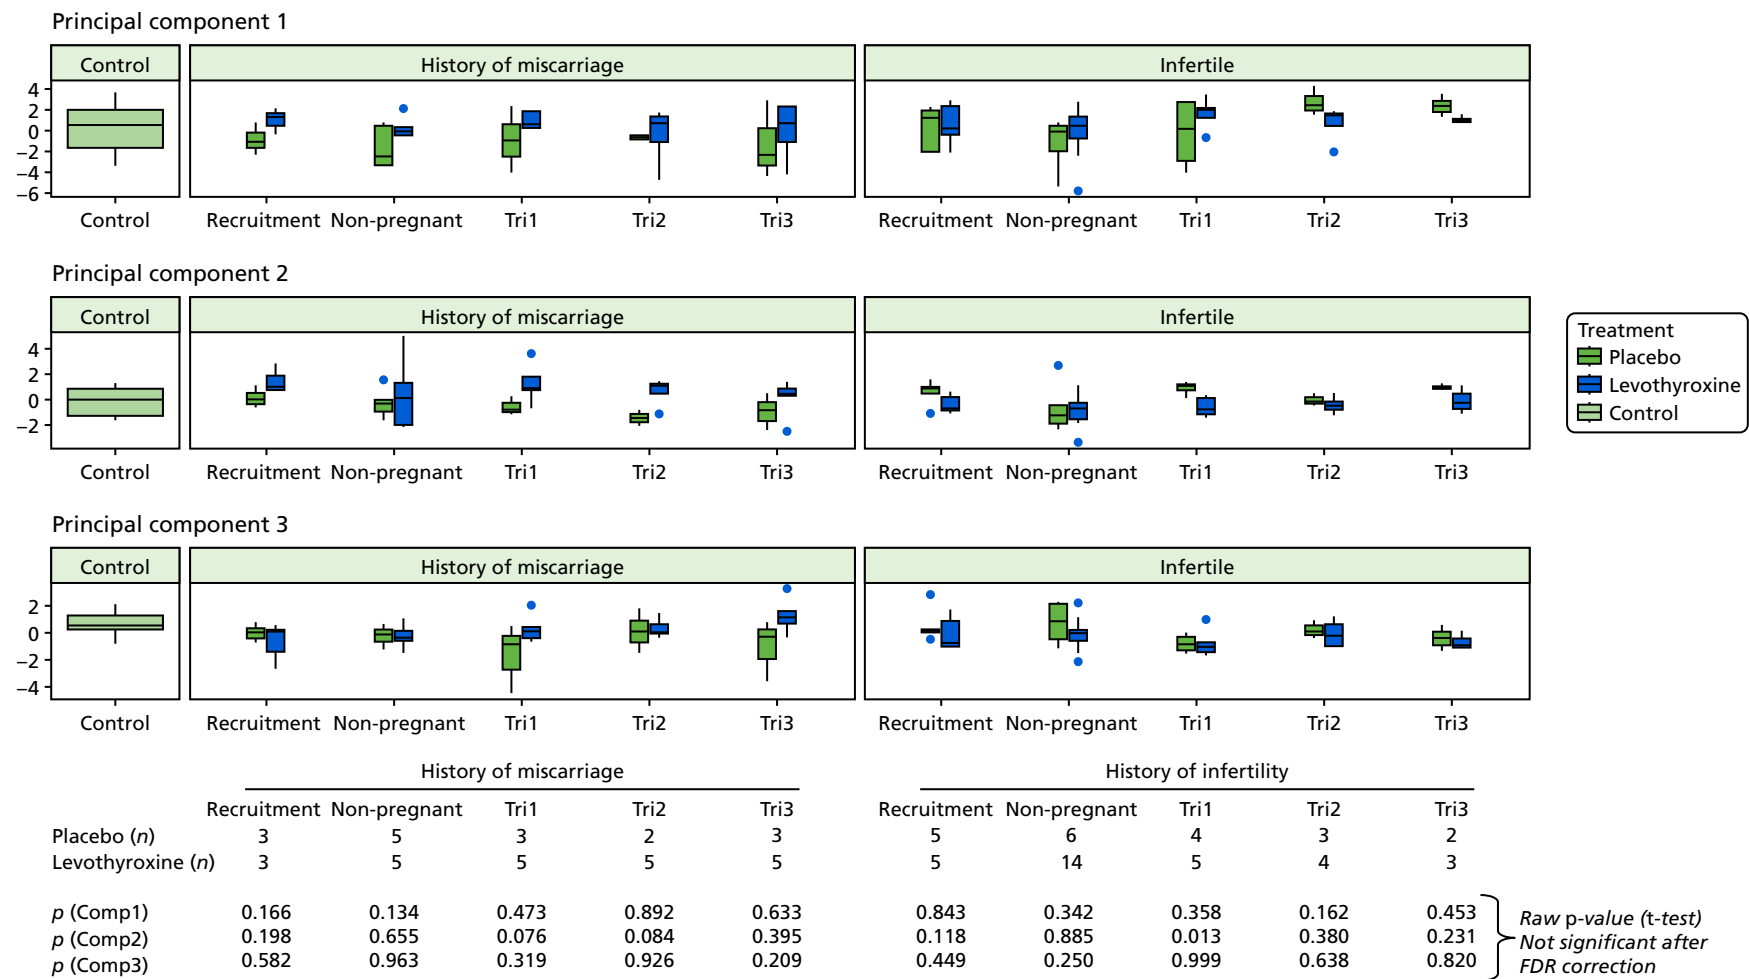 Principal component 1
Control History of miscarriage Infertile
4
2
0
−2
−4
−6
Control Recruitment Non-pregnant Tri1 Tri2 Tri3 Recruitment Non-pregnant Tri1 Tri2 Tri3
Principal component 2
Control History of miscarriage Infertile
4
2
0
−2
Control Recruitment Non-pregnant Tri1 Tri2 Tri3 Recruitment Non-pregnant Tri1 Tri2 Tri3
Treatment
Placebo
Levothyroxine
Control
Principal component 3
Control History of miscarriage Infertile
2
0
−2
−4
Control Recruitment Non-pregnant Tri1 Tri2 Tri3 Recruitment Non-pregnant Tri1 Tri2 Tri3
History of miscarriage History of infertility
Recruitment Non-pregnant Tri1 Tri2 Tri3 Recruitment Non-pregnant Tri1 Tri2 Tri3
Placebo (n) 3 5 3 2 3 5 6 4 3 2
Levothyroxine (n) 3 5 5 5 5 5 14 5 4 3
p (Comp1) 0.166 0.134 0.473 0.892 0.633 0.843 0.342 0.358 0.162 0.453
p (Comp2) 0.198 0.655 0.076 0.084 0.395 0.118 0.885 0.013 0.380 0.231
p (Comp3) 0.582 0.963 0.319 0.926 0.209 0.449 0.250 0.999 0.638 0.820
Raw p-value (t-test)
Not significant after
FDR correction